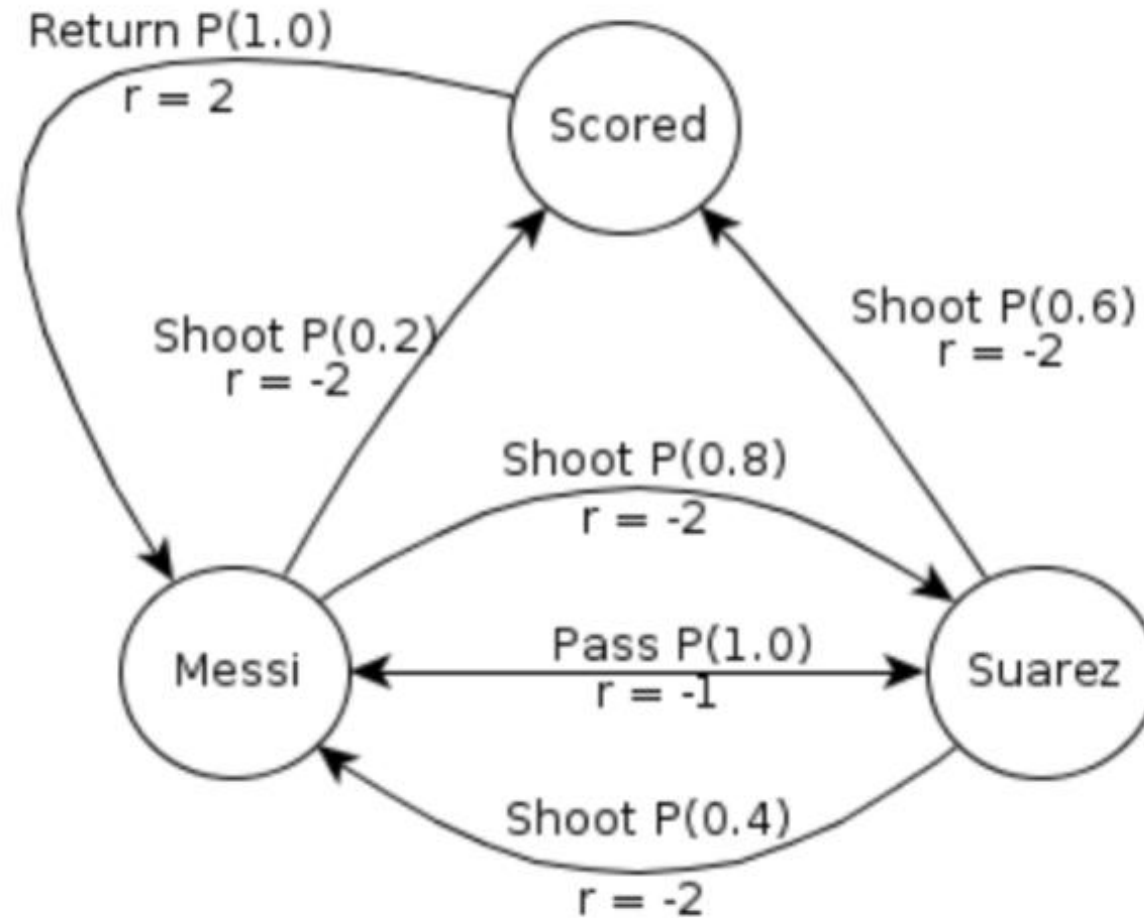 Return P(1.0)
r = 2
Scored
Shoot P(0.2)
r = -2
Shoot P(0.6)
r = -2
Shoot P(0.8)
r = -2
Messi
Pass P(1.0)
r = -1
Suarez
Shoot P(0.4)
r = -2